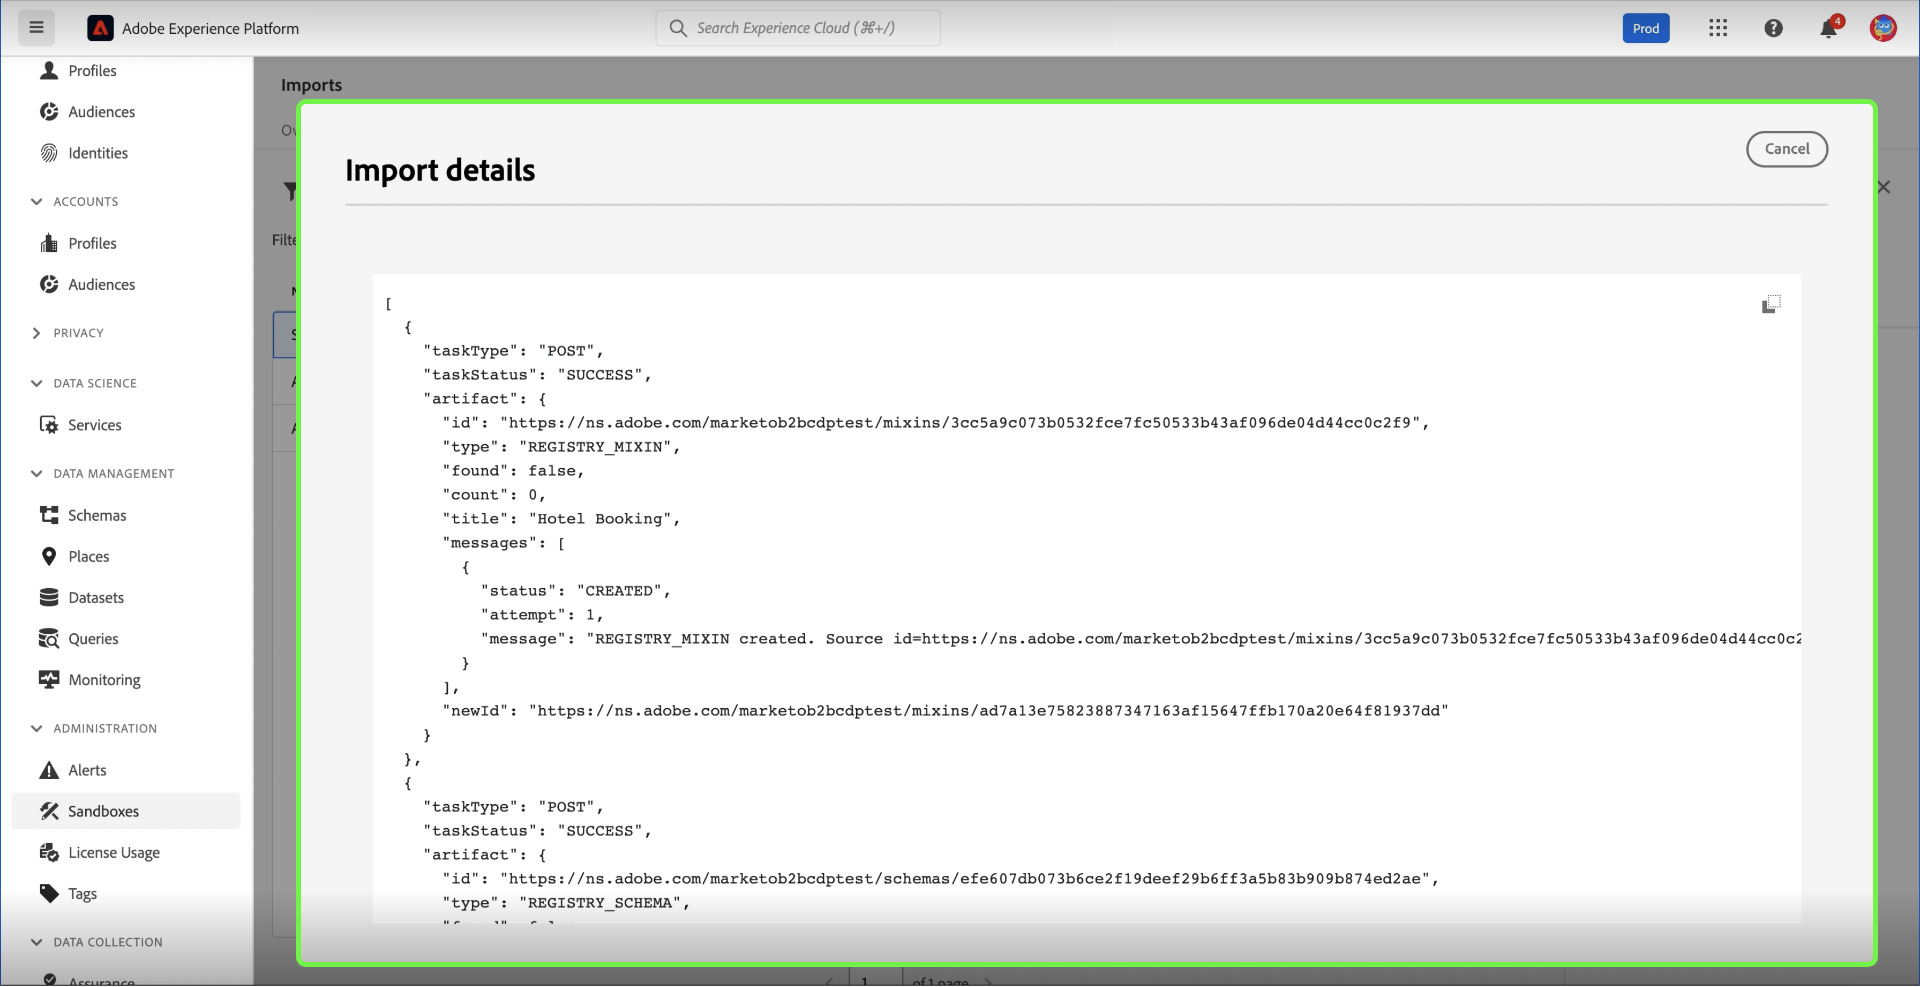 Adobe Experience Platform
Search Experience Cloud (⌘+/)
Prod
4
Profiles
Audiences
Identities
ACCOUNTS
Profiles
Audiences
PRIVACY
DATA SCIENCE
Services
DATA MANAGEMENT
Schemas
Places
Datasets
Queries
Monitoring
ADMINISTRATION
Alerts
Sandboxes
License Usage
Tags
DATA COLLECTION
Assurance
Imports
Import details
Cancel
[
{
"taskType": "POST",
"taskStatus": "SUCCESS",
"artifact": {
"id": "https://ns.adobe.com/marketob2bcdptest/mixins/3cc5a9c073b0532fce7fc50533b43af096de04d44cc0c2f9",
"type": "REGISTRY_MIXIN",
"found": false,
"count": 0,
"title": "Hotel Booking",
"messages": [
{
"status": "CREATED",
"attempt": 1,
"message": "REGISTRY_MIXIN created. Source id=https://ns.adobe.com/marketob2bcdptest/mixins/3cc5a9c073b0532fce7fc50533b43af096de04d44cc0c2
}
],
"newId": "https://ns.adobe.com/marketob2bcdptest/mixins/ad7a13e75823887347163af15647ffb170a20e64f81937dd"
}
},
{
"taskType": "POST",
"taskStatus": "SUCCESS",
"artifact": {
"id": "https://ns.adobe.com/marketob2bcdptest/schemas/efe607db073b6ce2f19deef29b6ff3a5b83b909b874ed2ae",
"type": "REGISTRY_SCHEMA",
1 of 1 page